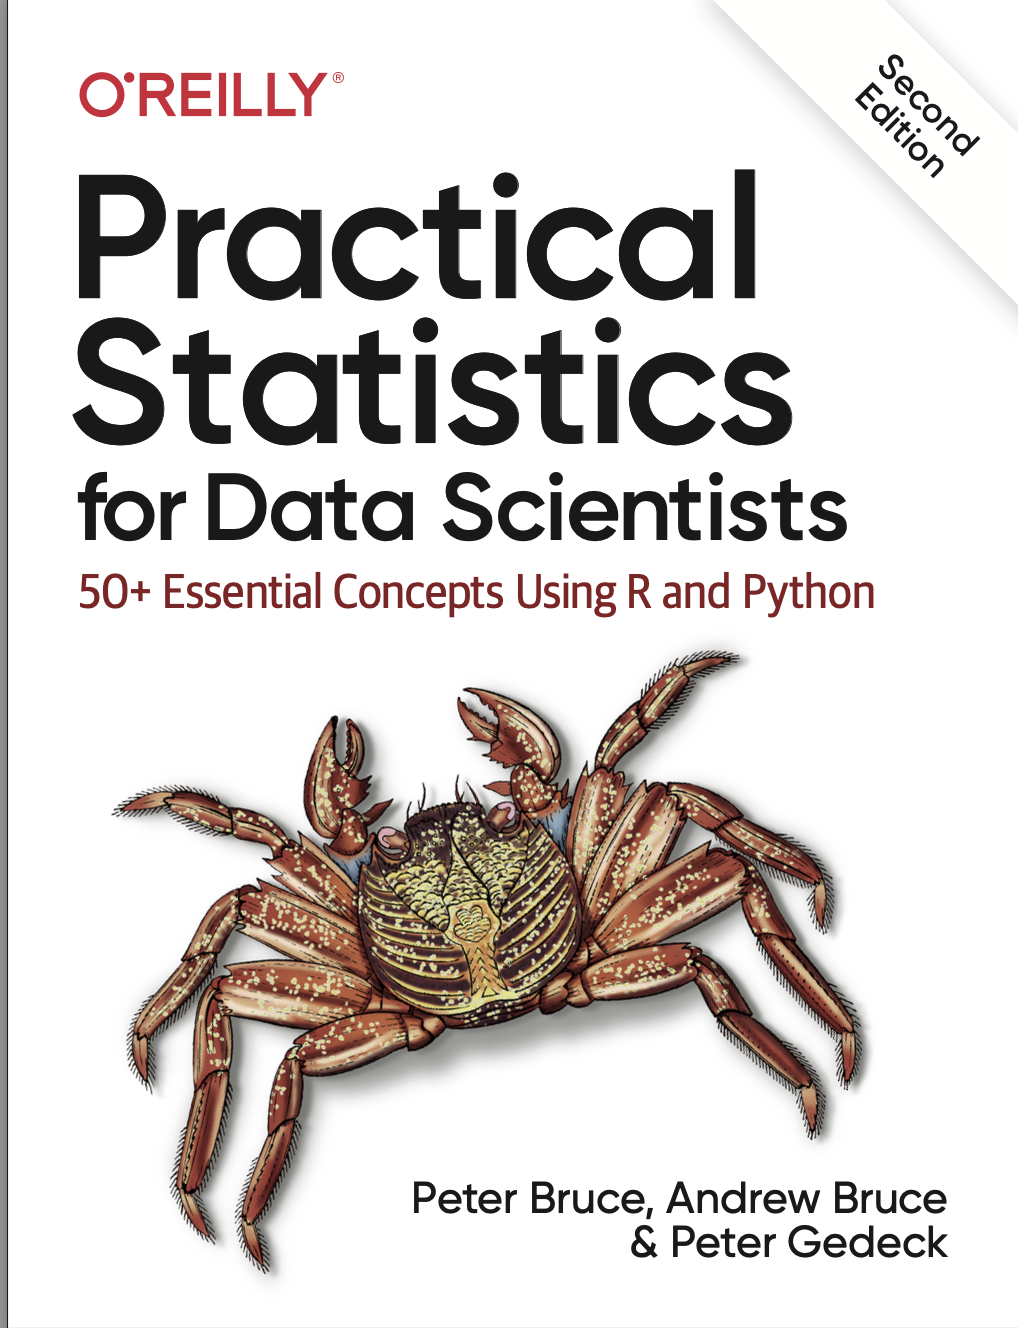 O'REILLY®
Second
Edition
Practical
Statistics
for Data Scientists
50+ Essential Concepts Using R and Python
Peter Bruce, Andrew Bruce
& Peter Gedeck